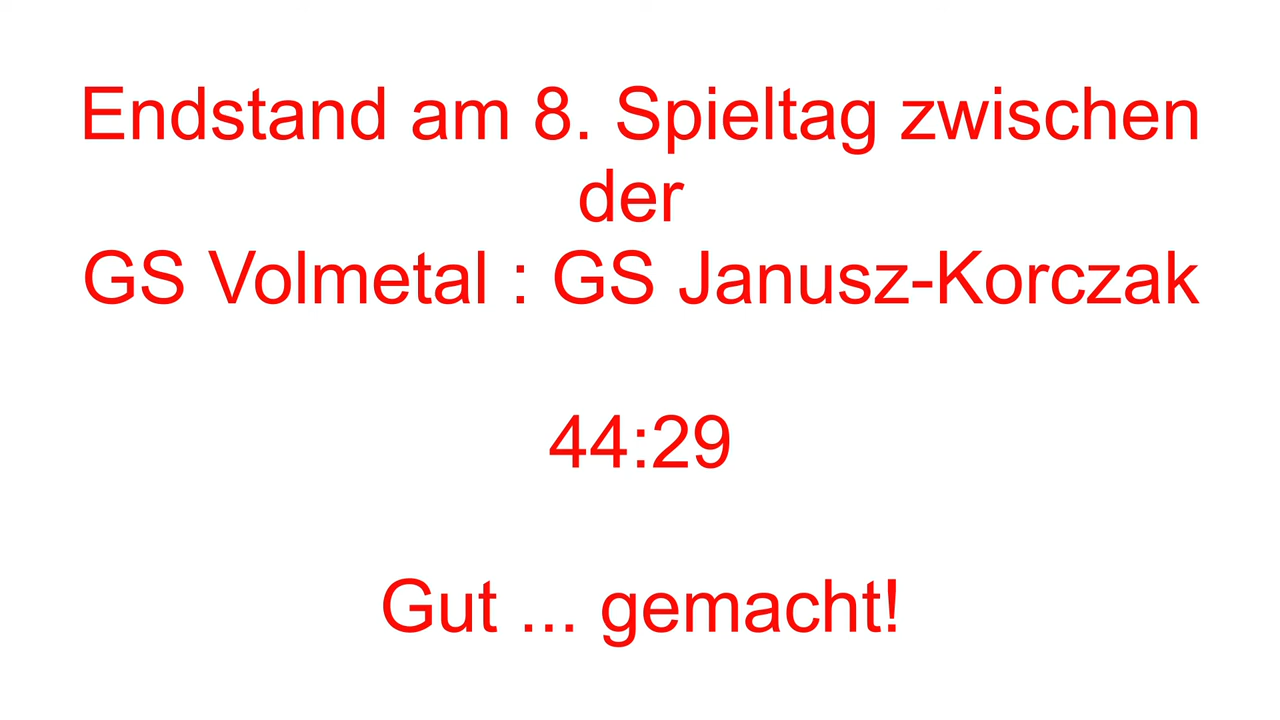 Endstand am 8. Spieltag zwischen
der
GS Volmetal : GS Janusz-Korczak
44:29
Gut ... gemacht!